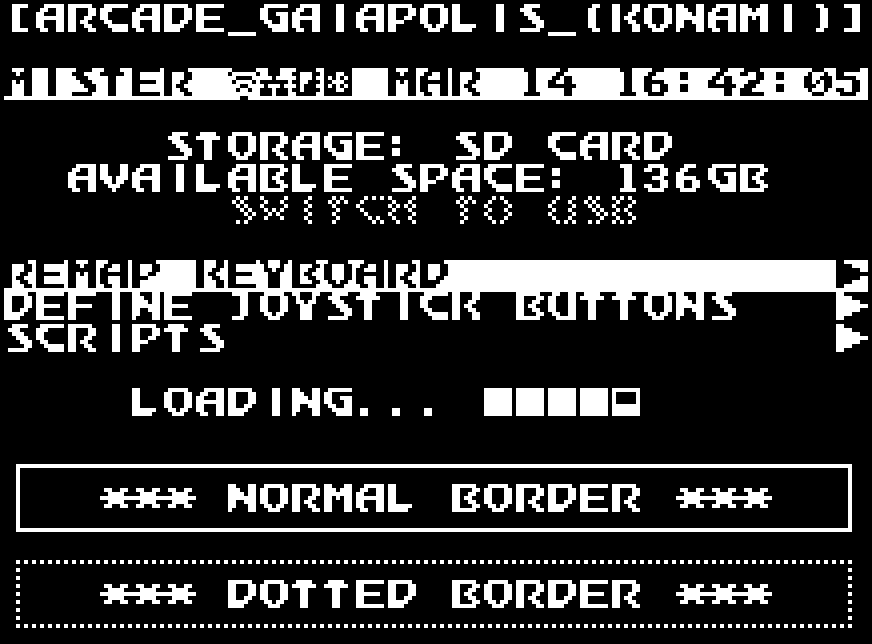 [ARCADE_GAIAPOLIS_(KONAMI)]
MISTER MAR 14 16:42:05
STORAGE: SD CARD
AVAILABLE SPACE: 136GB
SWITCH TO USB
REMAP KEYBOARD
DEFINE JOYSTICK BUTTONS
SCRIPTS
LOADING...
*** NORMAL BORDER ***
*** DOTTED BORDER ***